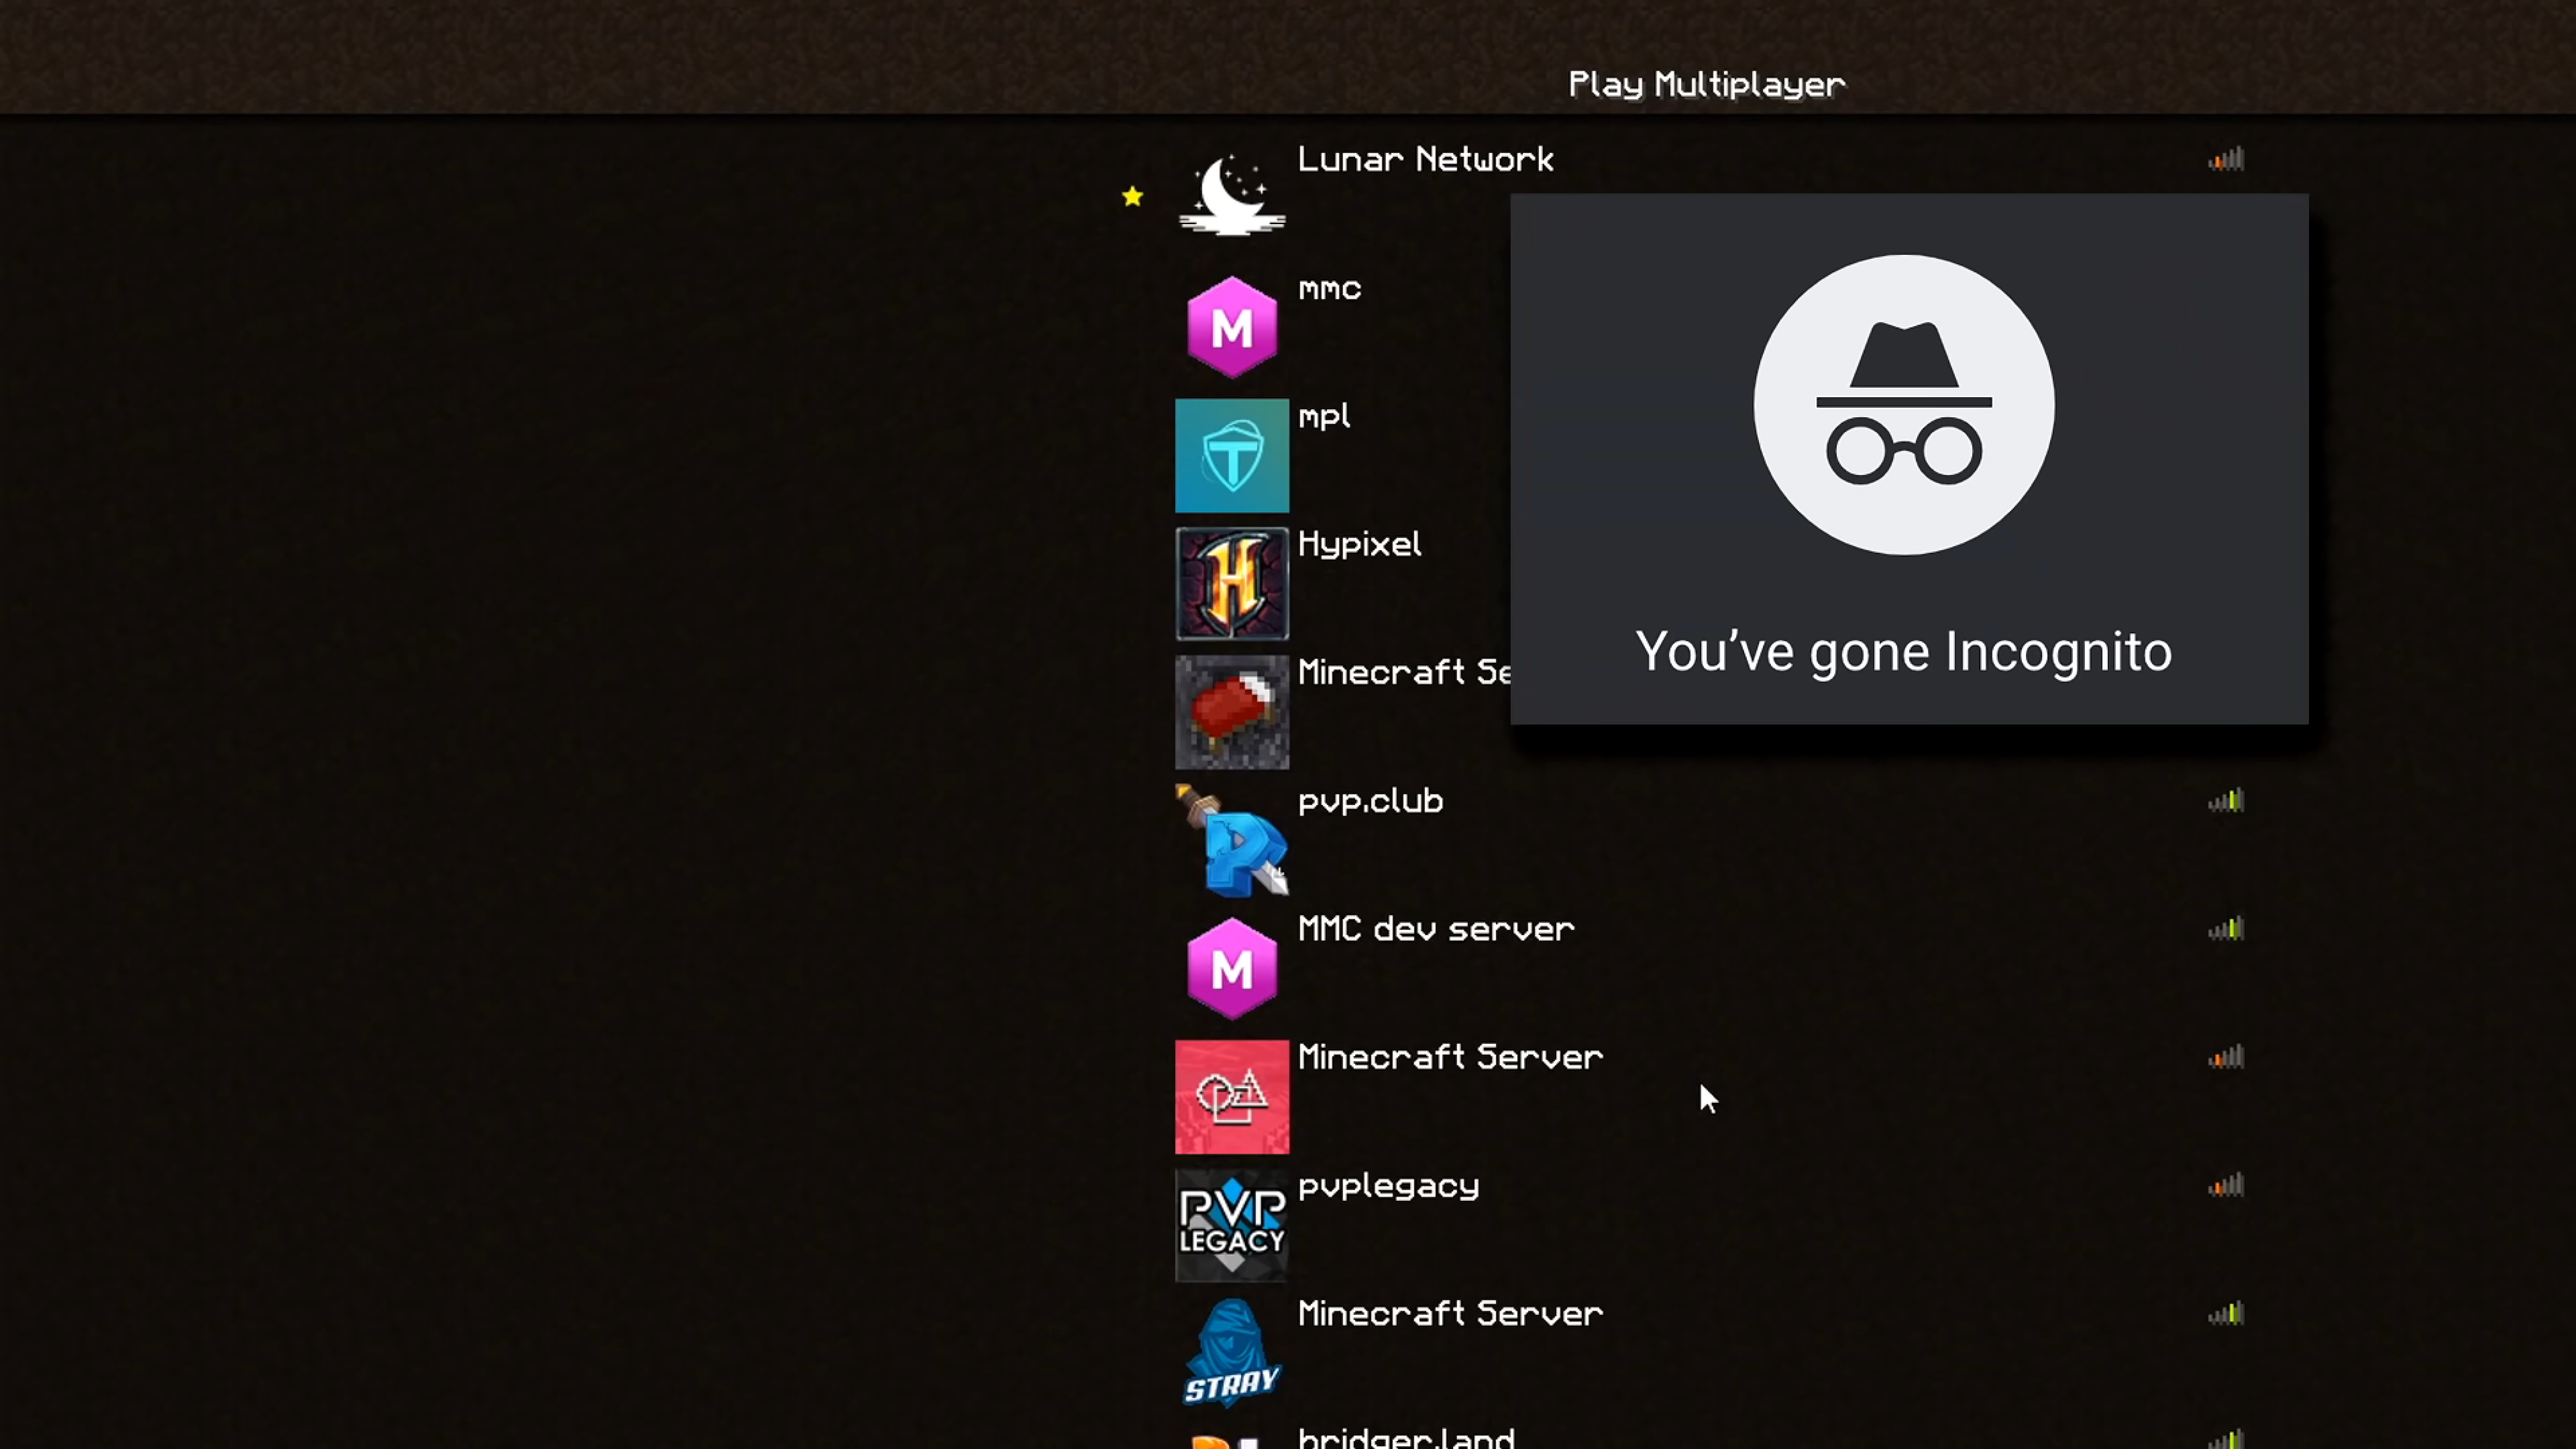 Play Multiplayer
Lunar Network
mmc
M
mpl
T
Hypixel
H
Minecraft Se
You've gone Incognito
pvp.club
P
MMC dev server
M
Minecraft Server
pvplegacy
PVP
LEGACY
Minecraft Server
STRAY
bridger.land